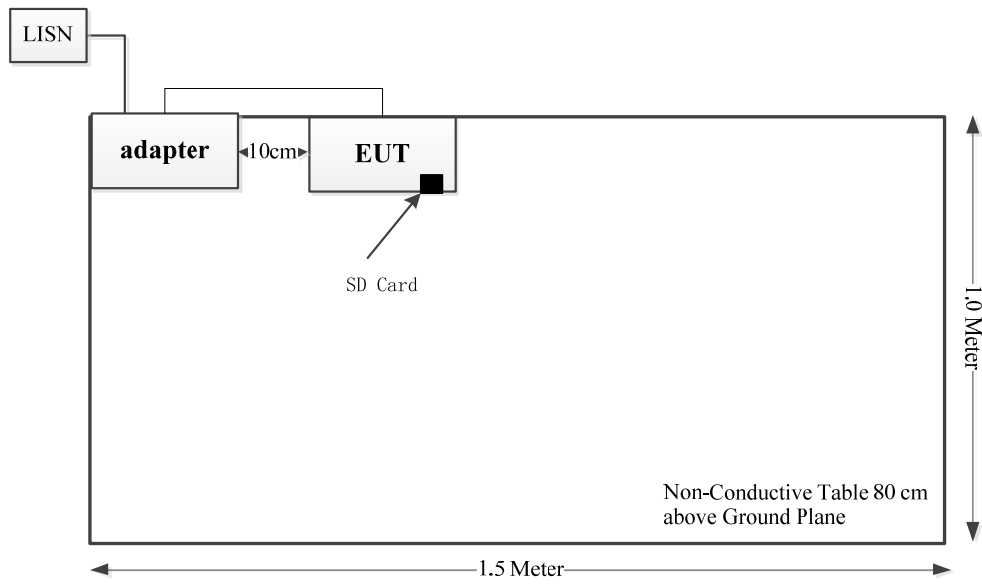 LISN
adapter
10cm
EUT
SD Card
1.0 Meter
Non-Conductive Table 80 cm
above Ground Plane
1.5 Meter